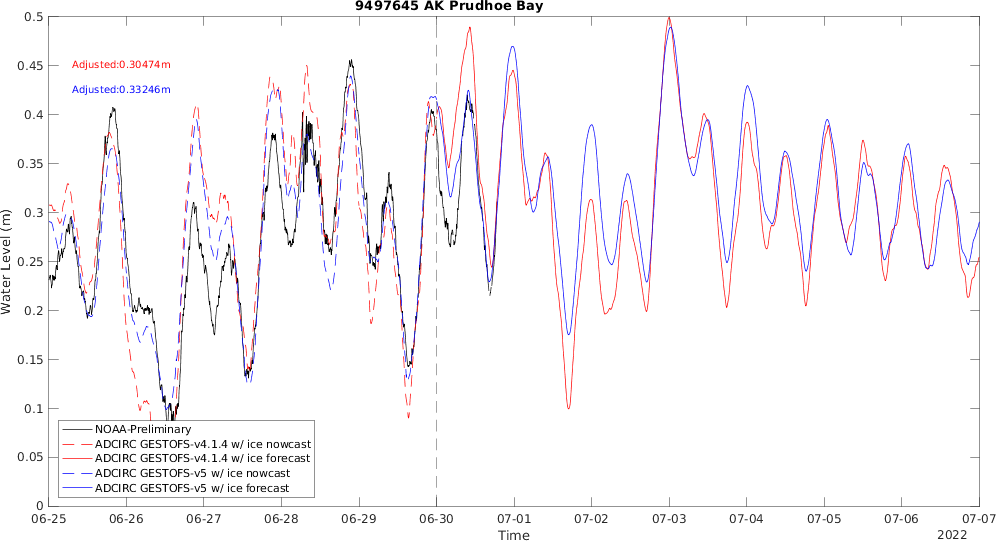 9497645 AK Prudhoe Bay
Water Level (m)
0.5
0.45
0.4
0.35
0.3
0.25
0.2
0.15
0.1
0.05
0
Adjusted:0.30474m
Adjusted:0.33246m
NOAA-Preliminary
ADCIRC GESTOFS-v4.1.4 w/ ice nowcast
ADCIRC GESTOFS-v4.1.4 w/ ice forecast
ADCIRC GESTOFS-v5 w/ ice nowcast
ADCIRC GESTOFS-v5 w/ ice forecast
06-25 06-26 06-27 06-28 06-29 06-30 07-01 07-02 07-03 07-04 07-05 07-06 07-07
Time
2022